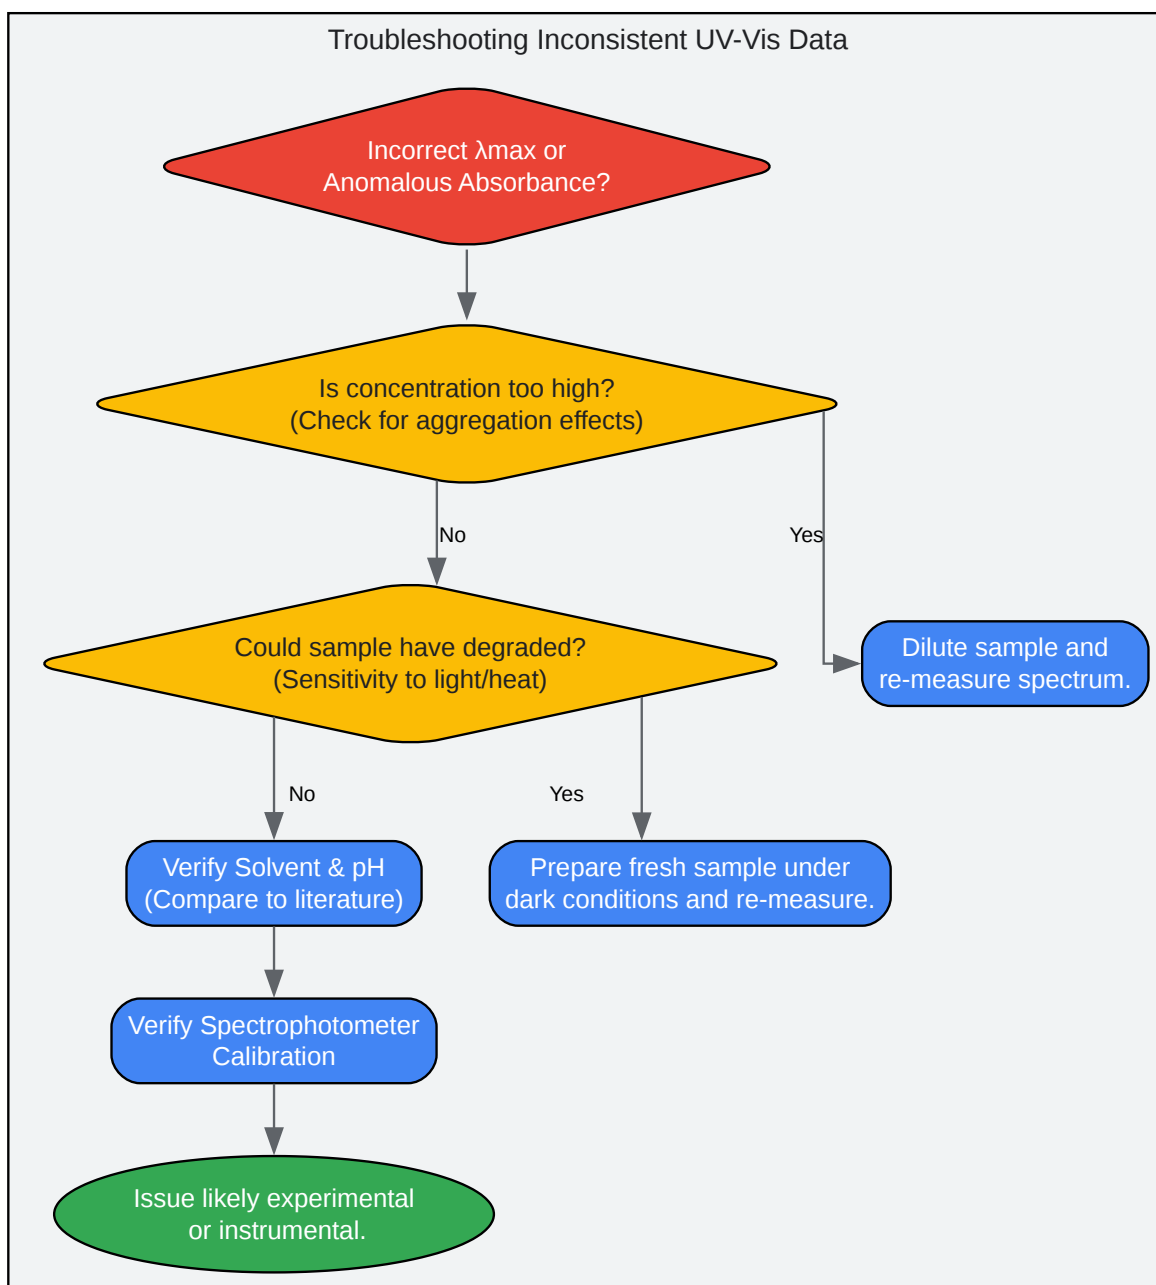 Troubleshooting Inconsistent UV-Vis Data
Incorrect λmax or
Anomalous Absorbance?
Is concentration too high?
(Check for aggregation effects)
No
Yes
Could sample have degraded?
(Sensitivity to light/heat)
Dilute sample and
re-measure spectrum.
No
Yes
Verify Solvent & pH
(Compare to literature)
Prepare fresh sample under
dark conditions and re-measure.
Verify Spectrophotometer
Calibration
Issue likely experimental
or instrumental.